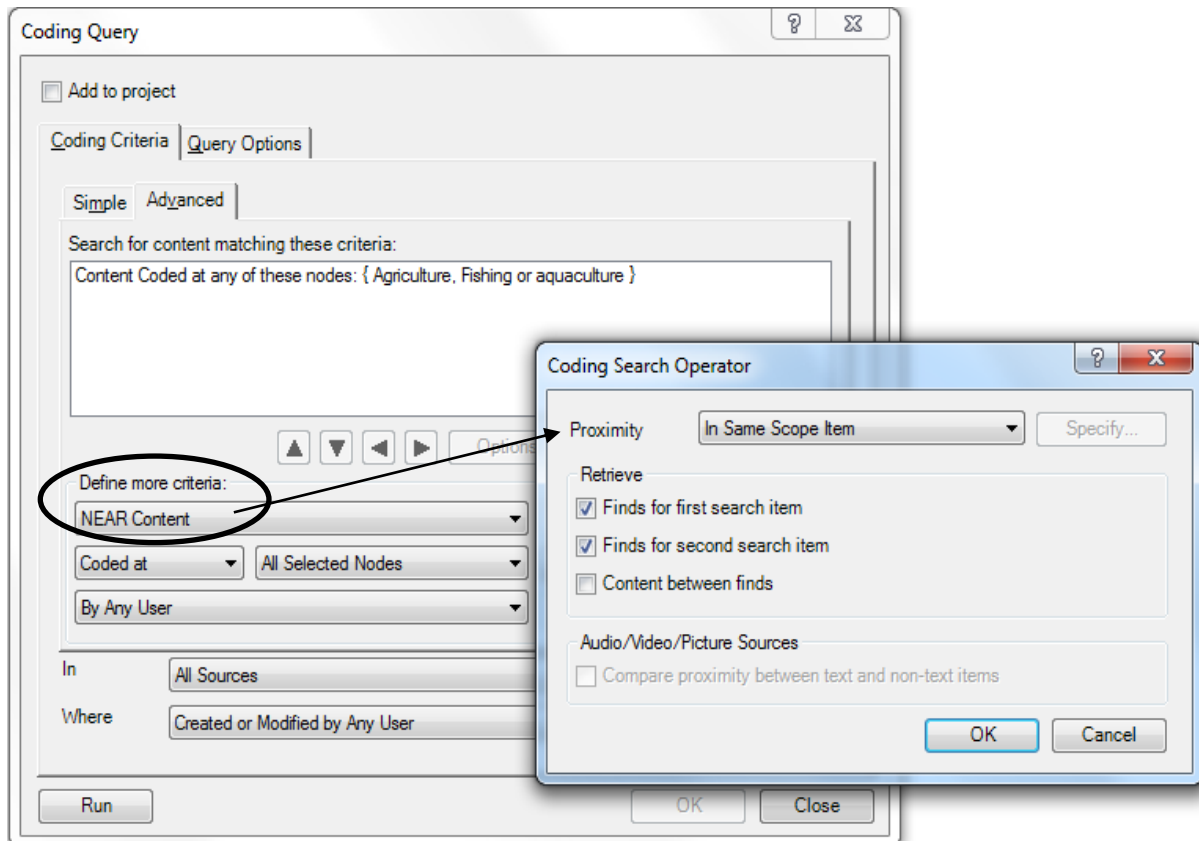 Coding Query
Add to project
Coding Criteria
Query Options
Simple
Advanced
Search for content matching these criteria:
Content Coded at any of these nodes: { Agriculture, Fishing or aquaculture }
Options
Define more criteria:
NEAR Content
Coded at
All Selected Nodes
By Any User
In
All Sources
Where
Created or Modified by Any User
Run
OK
Close
Coding Search Operator
Proximity
In Same Scope Item
Specify...
Retrieve
Finds for first search item
Finds for second search item
Content between finds
Audio/Video/Picture Sources
Compare proximity between text and non-text items
OK
Cancel